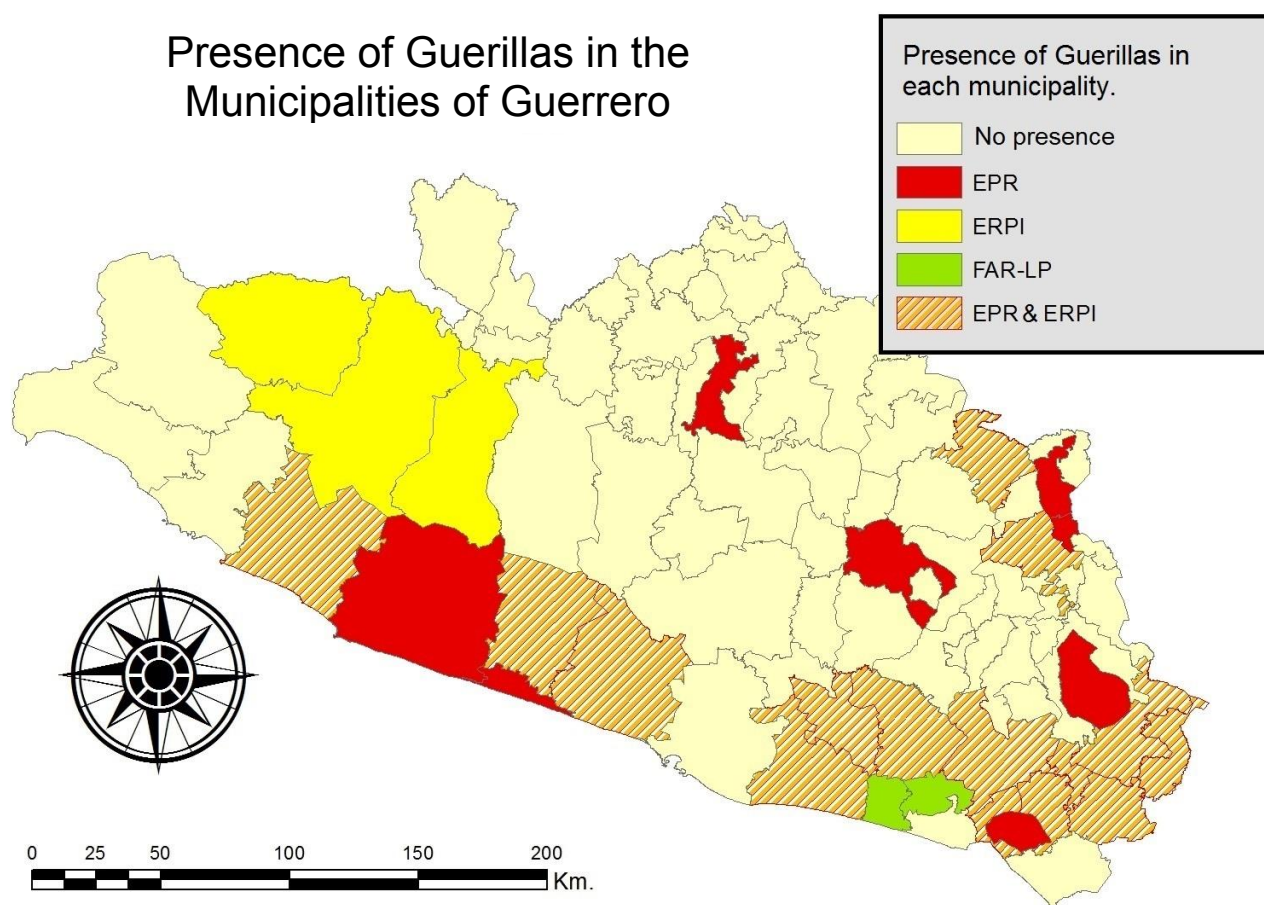 Presence of Guerillas in the
Municipalities of Guerrero
Presence of Guerillas in
each municipality.
No presence
EPR
ERPI
FAR-LP
EPR & ERPI
0 25 50 100 150 200
Km.